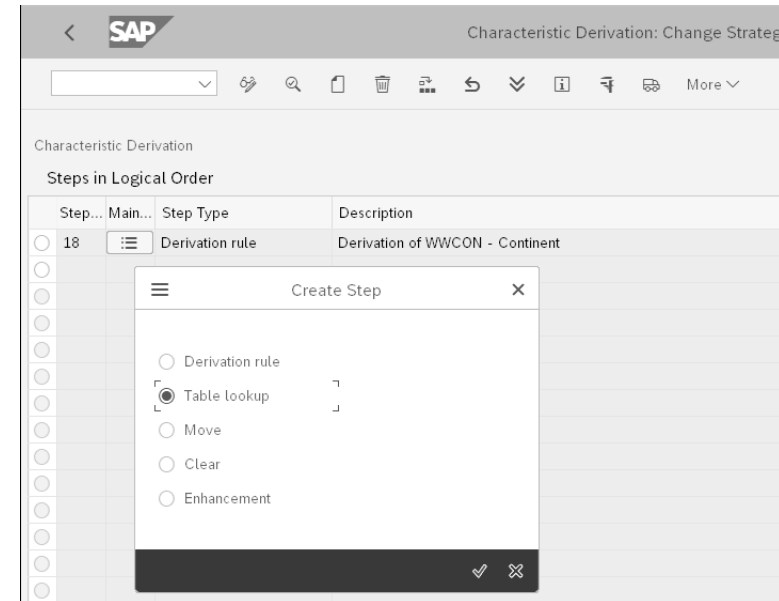 SAP
Characteristic Derivation: Change Strateg
More
Characteristic Derivation
Steps in Logical Order
Step... Main... Step Type Description
18 Derivation rule Derivation of WWCON - Continent
Create Step
Derivation rule
Table lookup
Move
Clear
Enhancement